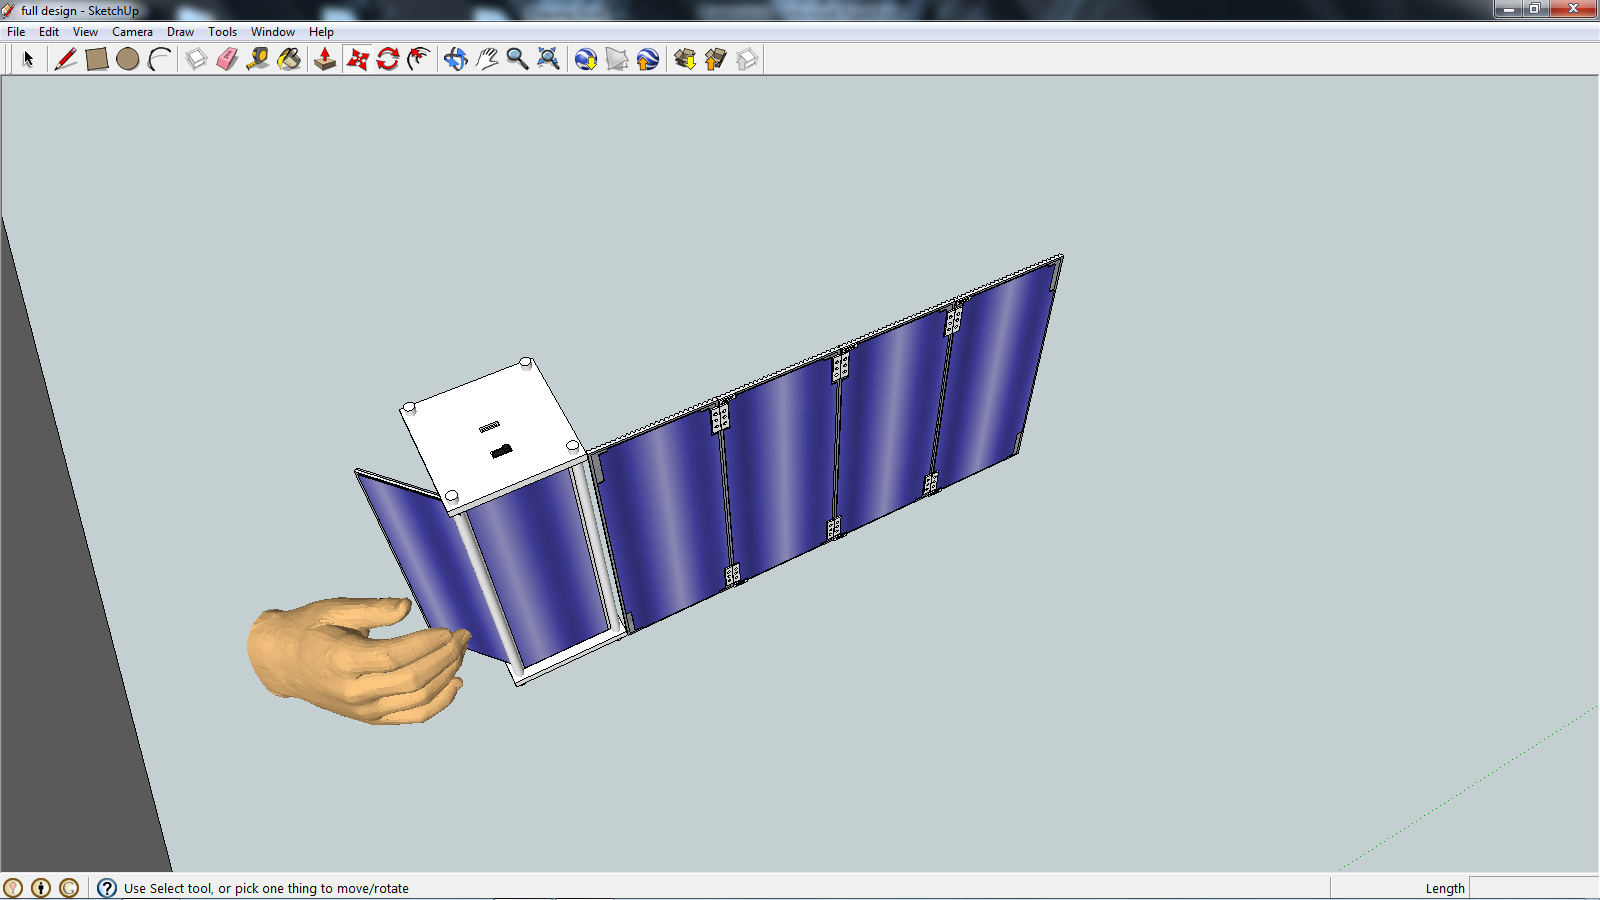 full design - SketchUp
File Edit View Camera Draw Tools Window Help
Use Select tool, or pick one thing to move/rotate
Length